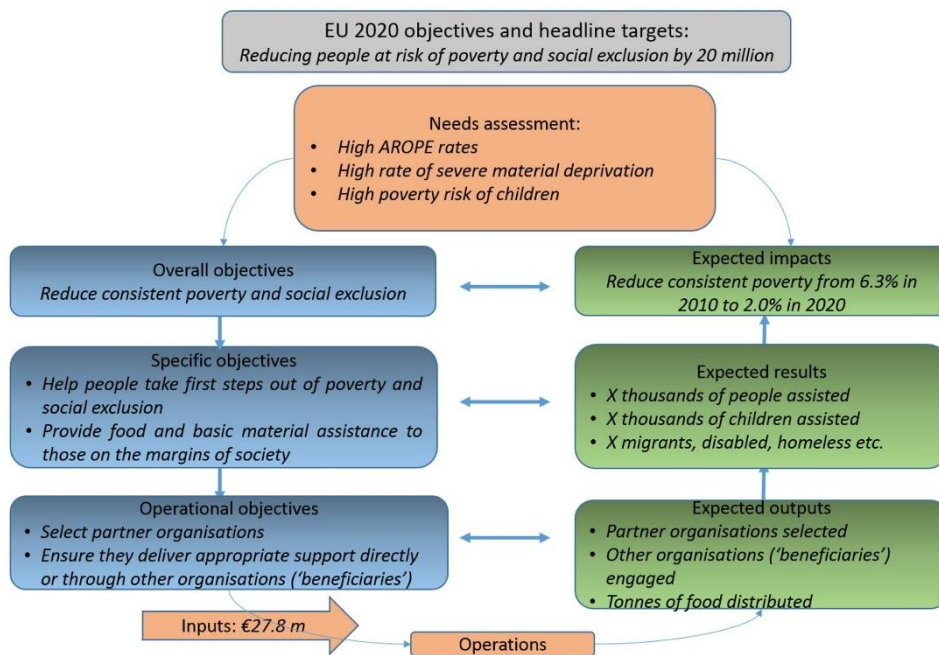 EU 2020 objectives and headline targets:
Reducing people at risk of poverty and social exclusion by 20 million
Needs assessment:
• High AROPE rates
• High rate of severe material deprivation
• High poverty risk of children
Overall objectives
Reduce consistent poverty and social exclusion
Expected impacts
Reduce consistent poverty from 6.3% in
2010 to 2.0% in 2020
Specific objectives
• Help people take first steps out of poverty and
social exclusion
• Provide food and basic material assistance to
those on the margins of society
Expected results
• X thousands of people assisted
• X thousands of children assisted
• X migrants, disabled, homeless etc.
Operational objectives
• Select partner organisations
• Ensure they deliver appropriate support directly
or through other organisations (‘beneficiaries’)
Expected outputs
• Partner organisations selected
• Other organisations (‘beneficiaries’)
engaged
• Tonnes of food distributed
Inputs: €27.8 m
Operations